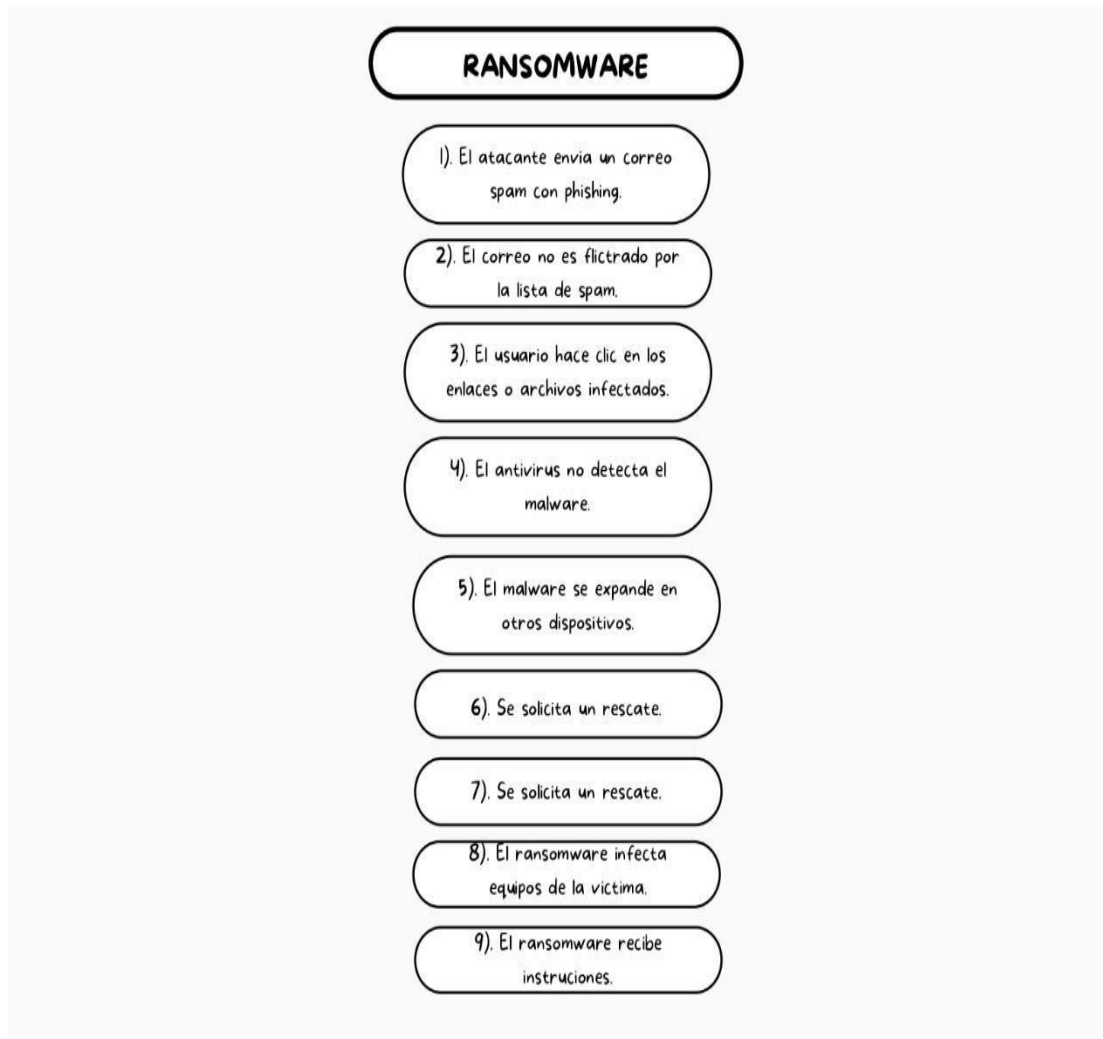 RANSOMWARE
1). El atacante envia un correo
spam con phishing.
2). El correo no es flictrado por
la lista de spam.
3). El usuario hace clic en los
enlaces o archivos infectados.
4). El antivirus no detecta el
malware.
5). El malware se expande en
otros dispositivos.
6). Se solicita un rescate.
7). Se solicita un rescate.
8). El ransomware infecta
equipos de la victima.
9). El ransomware recibe
instruciones.